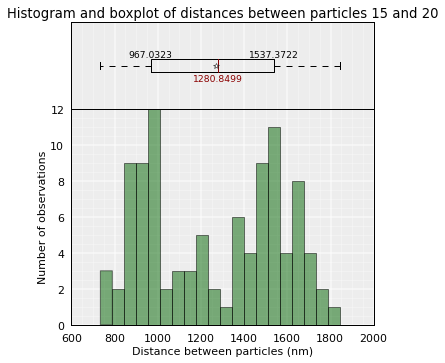 Histogram and boxplot of distances between particles 15 and 20
967.0323 1537.3722
1280.8499
12
10
8
6
4
2
0
Number of observations
600 800 1000 1200 1400 1600 1800 2000
Distance between particles (nm)